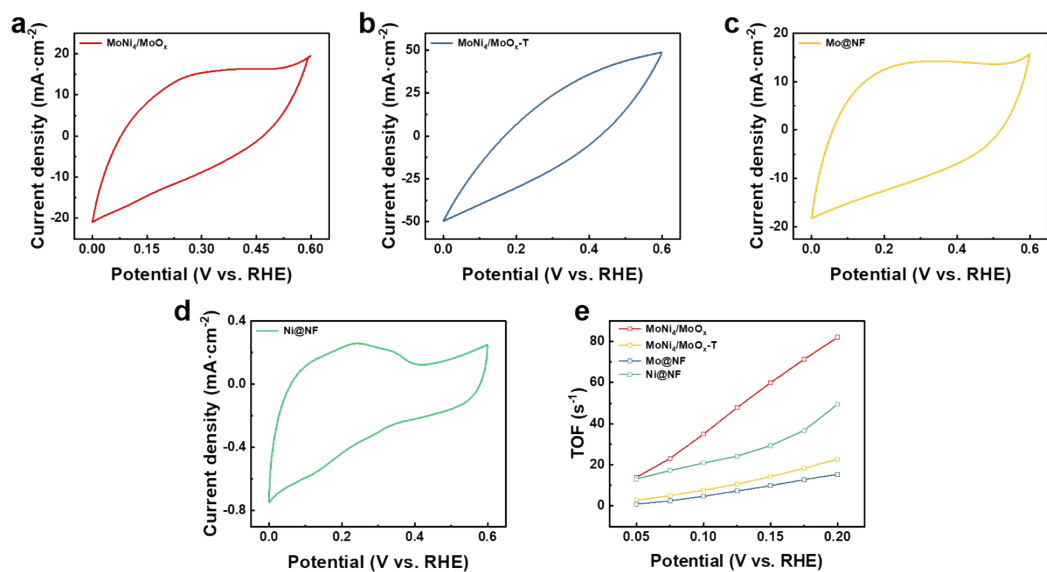 a
MoNi₄/MoOₓ
Current density (mA·cm⁻²)
20
10
0
-10
-20
0.00
0.15
0.30
0.45
0.60
Potential (V vs. RHE)
b
MoNi₄/MoOₓ-T
Current density (mA·cm⁻²)
50
25
0
-25
-50
0.0
0.2
0.4
0.6
Potential (V vs. RHE)
c
Mo@NF
Current density (mA·cm⁻²)
20
10
0
-10
-20
0.0
0.2
0.4
0.6
Potential (V vs. RHE)
d
Ni@NF
Current density (mA·cm⁻²)
0.4
0.0
-0.4
-0.8
0.0
0.2
0.4
0.6
Potential (V vs. RHE)
e
MoNi₄/MoOₓ
MoNi₄/MoOₓ-T
Mo@NF
Ni@NF
TOF (s⁻¹)
80
60
40
20
0
0.05
0.10
0.15
0.20
Potential (V vs. RHE)